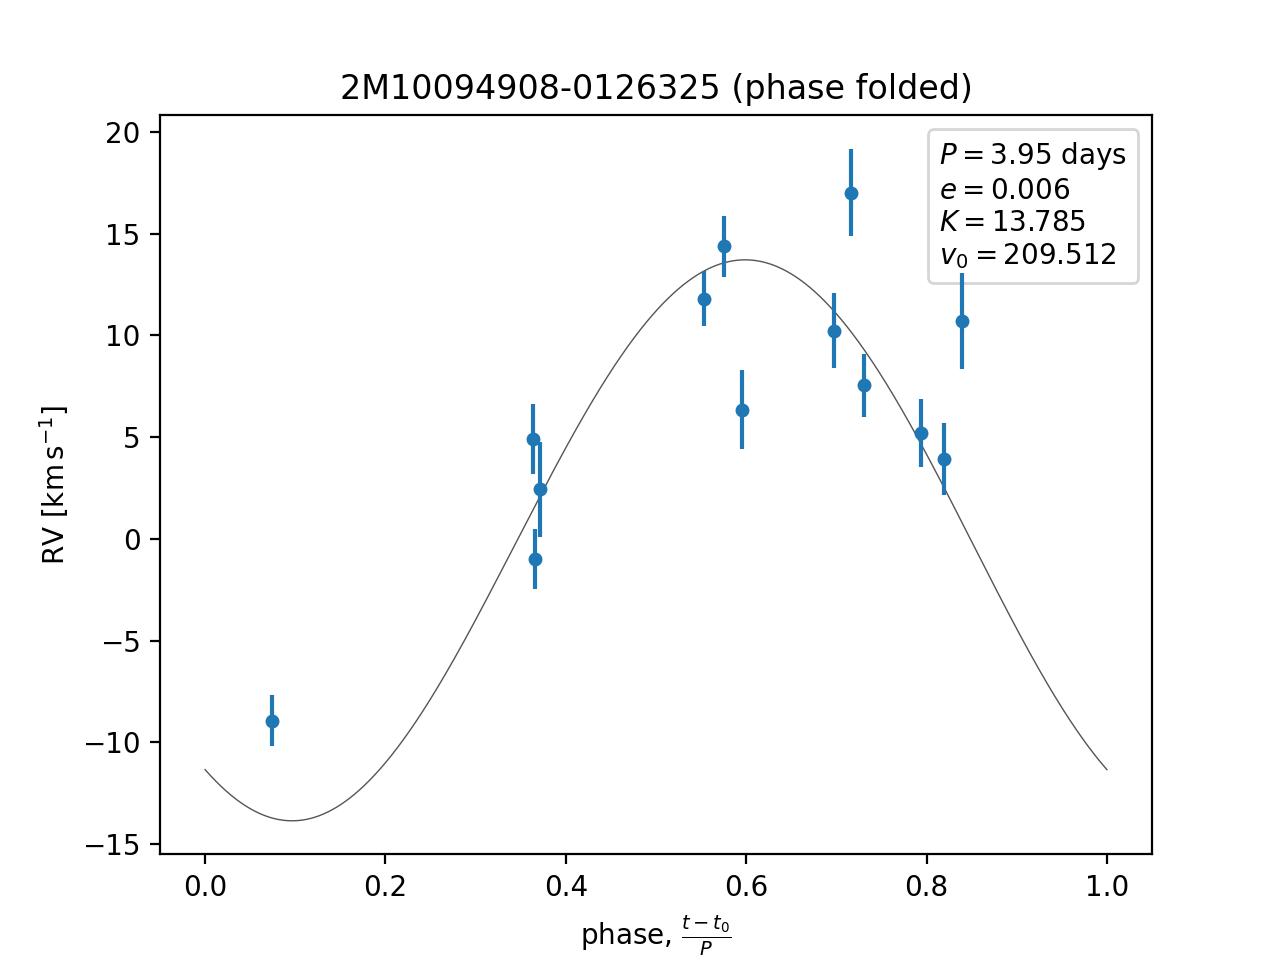 2M10094908-0126325 (phase folded)
P = 3.95 days
e = 0.006
K = 13.785
v₀ = 209.512
20
15
10
5
0
−5
−10
−15
RV [km s⁻¹]
0.0 0.2 0.4 0.6 0.8 1.0
phase, (t − t₀)/P